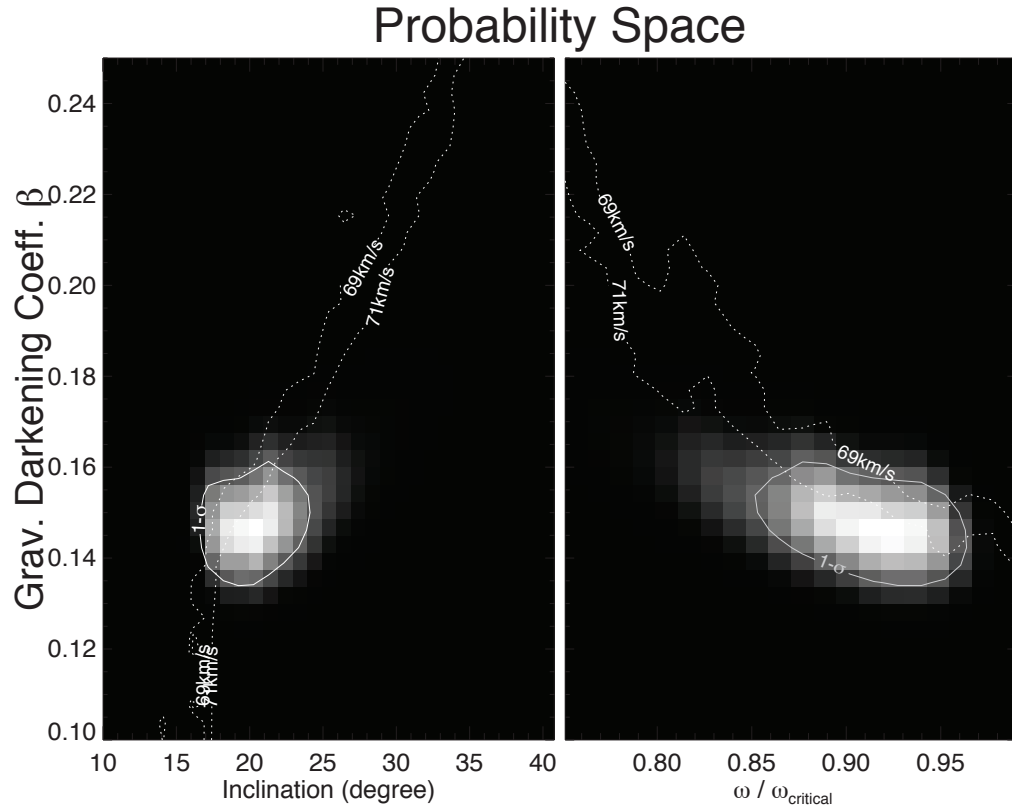 Probability Space
Grav. Darkening Coeff. β
0.24
0.22
0.20
0.18
0.16
0.14
0.12
0.10
69km/s
71km/s
1-σ
69km/s
71km/s
10 15 20 25 30 35 40
Inclination (degree)
69km/s
71km/s
69km/s
1-σ
0.80 0.85 0.90 0.95
ω / ωcritical